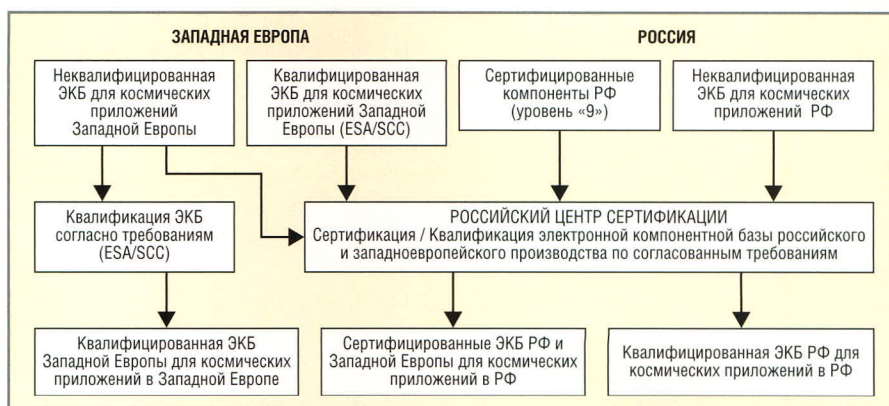 ЗАПАДНАЯ ЕВРОПА
РОССИЯ
Неквалифицированная
ЭКБ для космических
приложений
Западной Европы
Квалифицированная
ЭКБ для космических
приложений Западной
Европы (ESA/SCC)
Сертифицированные
компоненты РФ
(уровень «9»)
Неквалифицированная
ЭКБ для космических
приложений РФ
Квалификация ЭКБ
согласно требованиям
(ESA/SCC)
РОССИЙСКИЙ ЦЕНТР СЕРТИФИКАЦИИ
Сертификация / Квалификация электронной компонентной базы российского
и западноевропейского производства по согласованным требованиям
Квалифицированная ЭКБ
Западной Европы для космических
приложений в Западной Европе
Сертифицированные ЭКБ РФ и
Западной Европы для космических
приложений в РФ
Квалифицированная ЭКБ РФ для
космических приложений в РФ